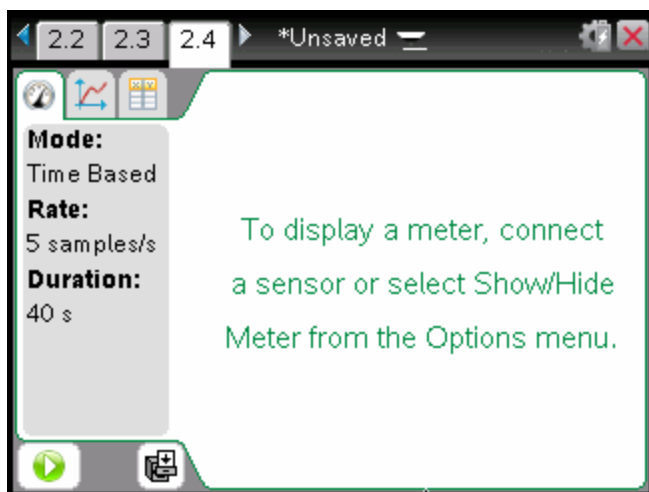 2.2 2.3 2.4 *Unsaved
Mode:
Time Based
Rate:
5 samples/s
Duration:
40 s
To display a meter, connect
a sensor or select Show/Hide
Meter from the Options menu.